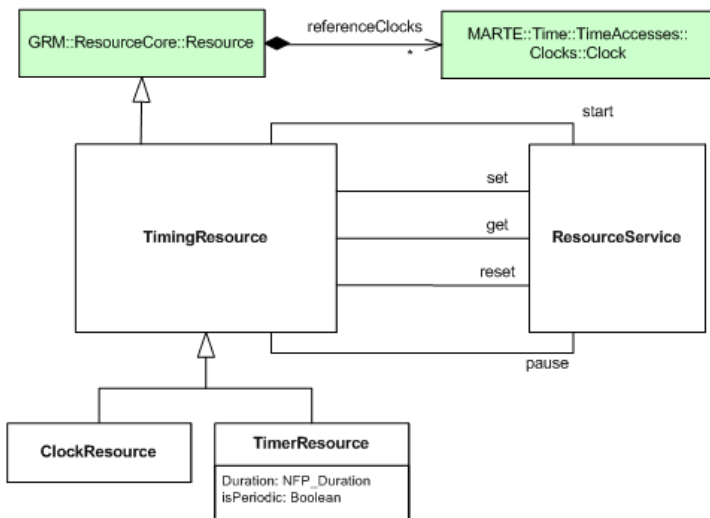 GRM::ResourceCore::Resource
referenceClocks
*
MARTE::Time::TimeAccesses::
Clocks::Clock
start
TimingResource
set
get
reset
ResourceService
pause
ClockResource
TimerResource
Duration: NFP_Duration
isPeriodic: Boolean